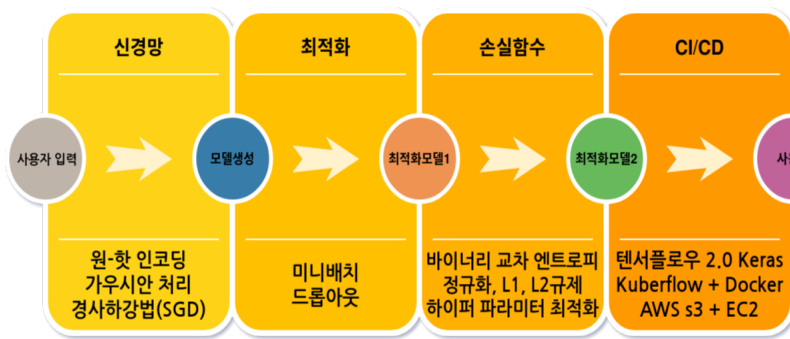 신경망
최적화
손실함수
CI/CD
사용자 입력
모델생성
최적화모델1
최적화모델2
원-핫 인코딩
가우시안 처리
경사하강법(SGD)
미니배치
드롭아웃
바이너리 교차 엔트로피
정규화, L1, L2규제
하이퍼 파라미터 최적화
텐서플로우 2.0 Keras
Kuberflow + Docker
AWS s3 + EC2